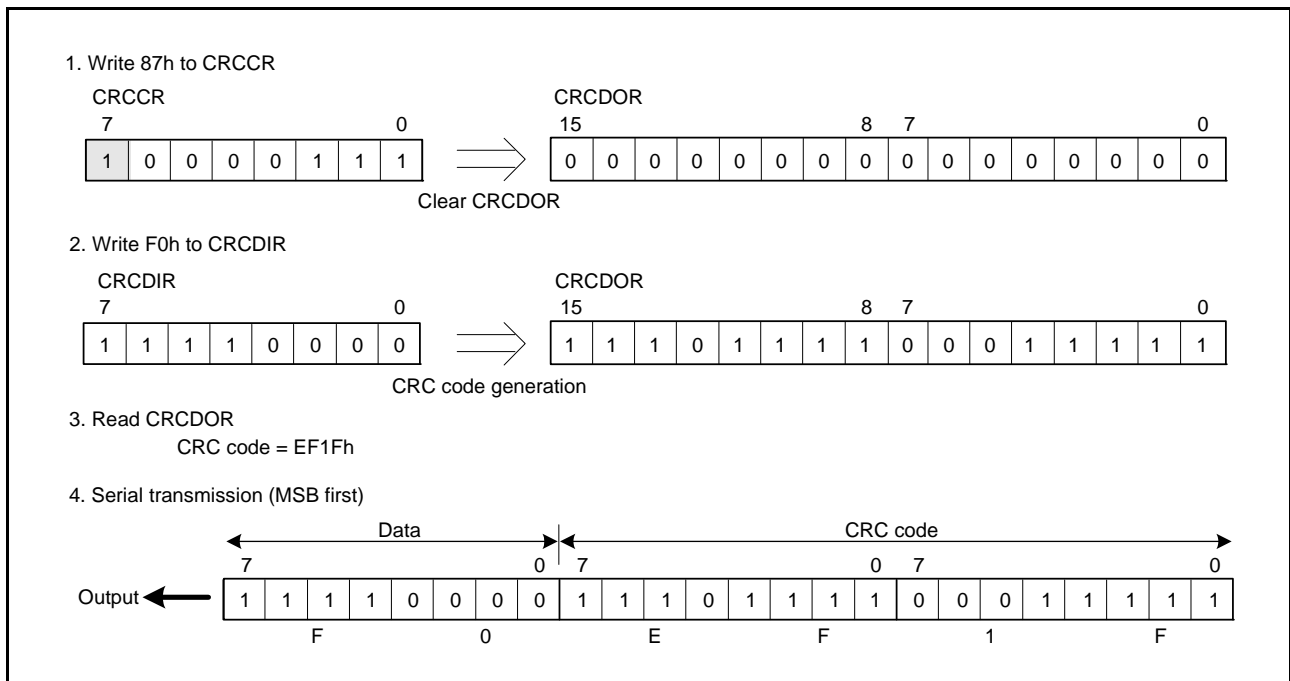 1. Write 87h to CRCCR
CRCCR CRCDOR
7 0 15 8 7 0
1 0 0 0 0 1 1 1 0 0 0 0 0 0 0 0 0 0 0 0 0 0 0 0
Clear CRCDOR
2. Write F0h to CRCDIR
CRCDIR CRCDOR
7 0 15 8 7 0
1 1 1 1 0 0 0 0 1 1 1 0 1 1 1 1 0 0 0 1 1 1 1 1
CRC code generation
3. Read CRCDOR
CRC code = EF1Fh
4. Serial transmission (MSB first)
Data CRC code
7 0 7 0 7 0
Output 1 1 1 1 0 0 0 0 1 1 1 0 1 1 1 1 0 0 0 1 1 1 1 1
F 0 E F 1 F